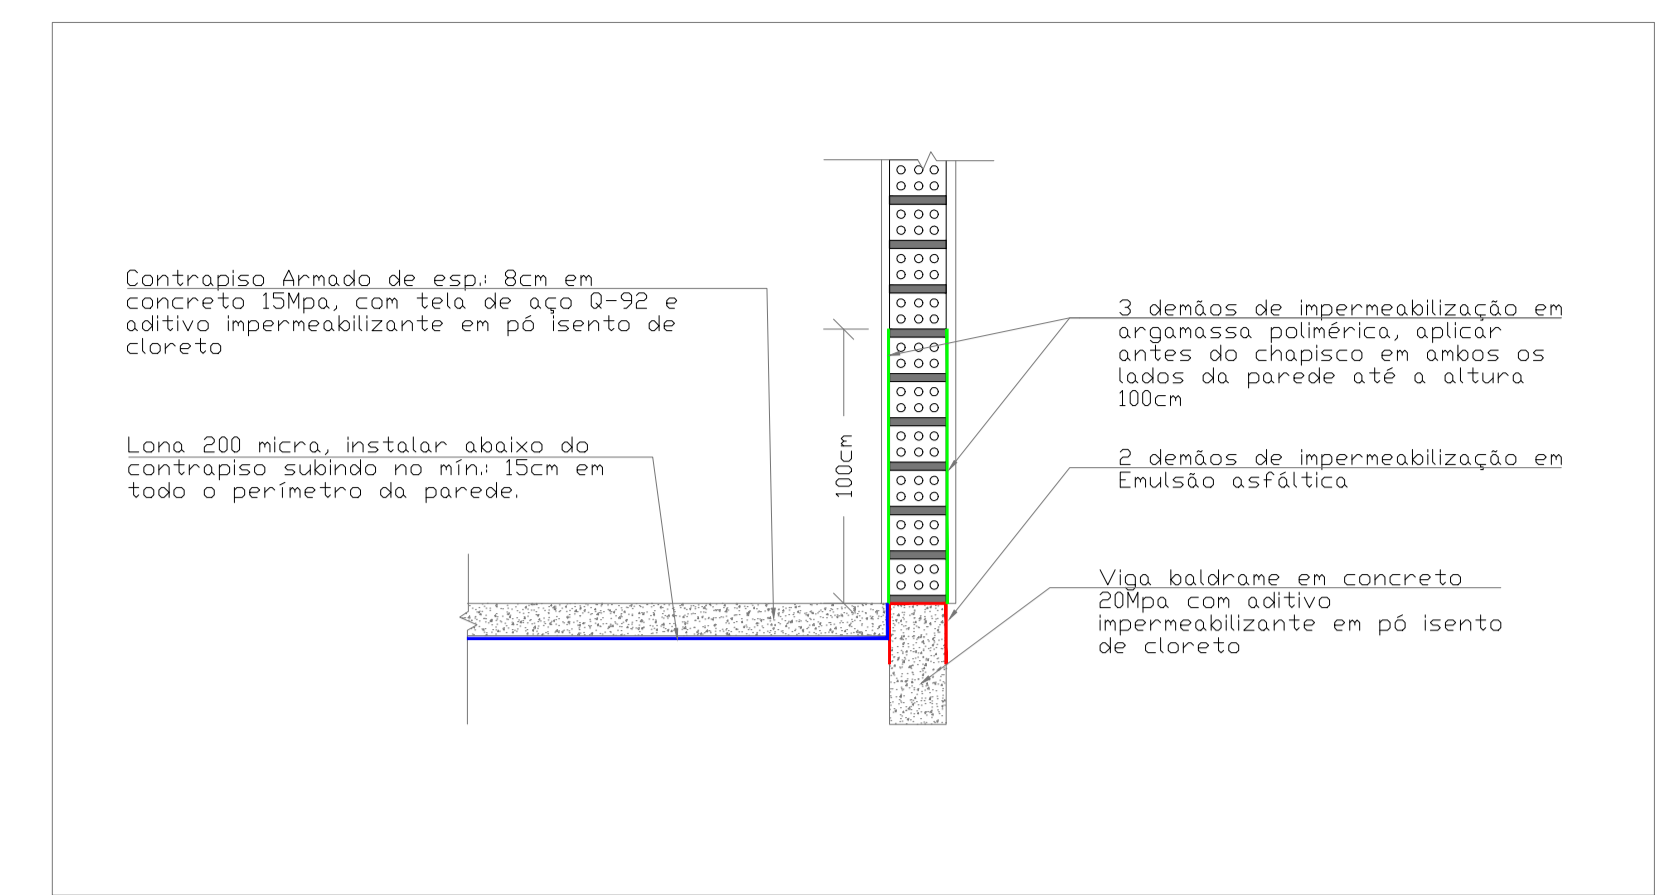 Contrapiso Armado de esp.: 8cm em
concreto 15Mpa, com tela de aço Q-92 e
aditivo impermeabilizante em pó isento de
cloreto
Lona 200 micra, instalar abaixo do
contrapiso subindo no mín.: 15cm em
todo o perímetro da parede.
100cm
3 demãos de impermeabilização em
argamassa polimérica, aplicar
antes do chapisco em ambos os
lados da parede até a altura
100cm
2 demãos de impermeabilização em
Emulsão asfáltica
Viga baldrame em concreto
20Mpa com aditivo
impermeabilizante em pó isento
de cloreto